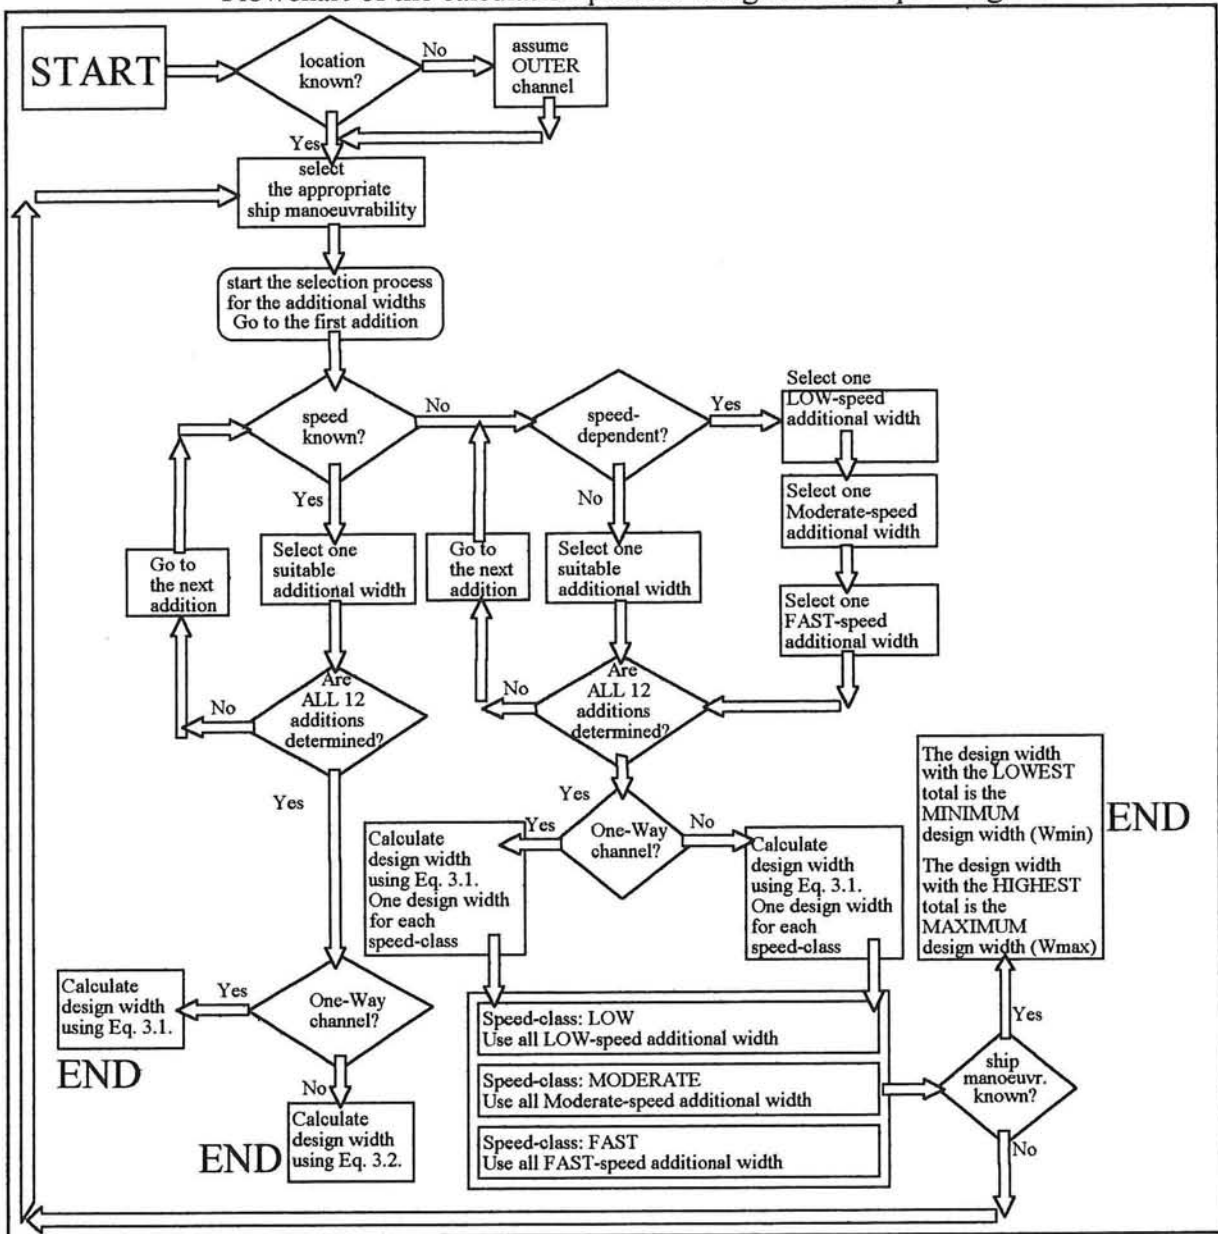 START
location
known?
No
assume
OUTER
channel
Yes
select
the appropriate
ship manoeuvrability
start the selection process
for the additional widths
Go to the first addition
speed
known?
No
speed-
dependent?
Yes
Select one
LOW-speed
additional width
Yes
No
Select one
Moderate-speed
additional width
Go to
the next
addition
Select one
suitable
additional width
Go to
the next
addition
Select one
suitable
additional width
Select one
FAST-speed
additional width
No
Are
ALL 12
additions
determined?
No
Are
ALL 12
additions
determined?
Yes
Yes
Yes
One-Way
channel?
No
Calculate
design width
using Eq. 3.1.
One design width
for each
speed-class
Calculate
design width
using Eq. 3.1.
One design width
for each
speed-class
The design width
with the LOWEST
total is the
MINIMUM
design width (Wmin)
The design width
with the HIGHEST
total is the
MAXIMUM
design width (Wmax)
END
Calculate
design width
using Eq. 3.1.
Yes
One-Way
channel?
END
No
END
Calculate
design width
using Eq. 3.2.
Speed-class: LOW
Use all LOW-speed additional width
Speed-class: MODERATE
Use all Moderate-speed additional width
Speed-class: FAST
Use all FAST-speed additional width
Yes
ship
manoeuvr.
known?
No